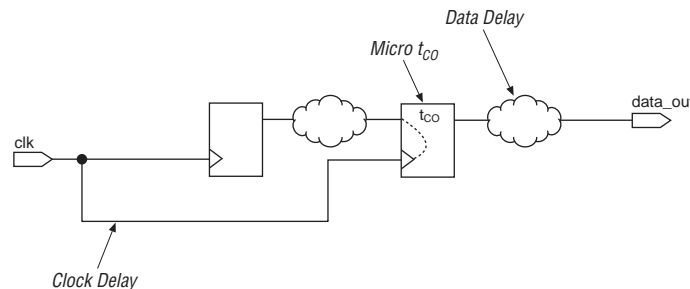 Data Delay
Micro tCO
data_ou
tCO
clk
Clock Delay